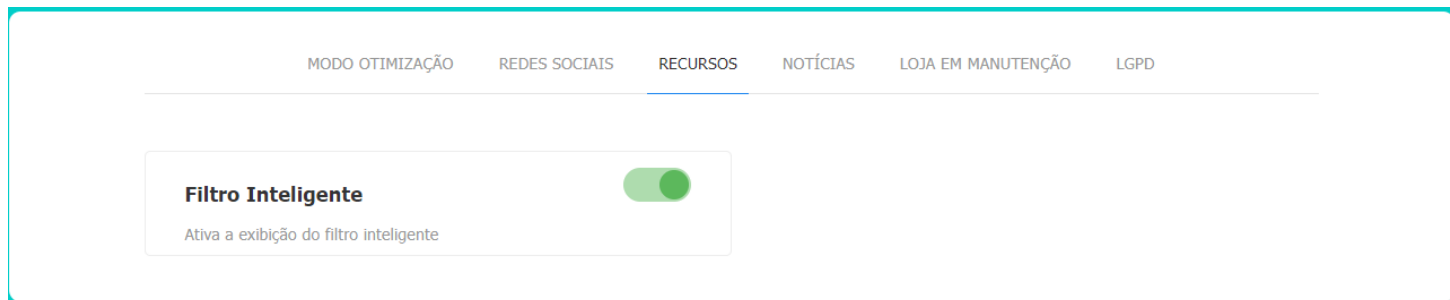 MODO OTIMIZAÇÃO REDES SOCIAIS RECURSOS NOTÍCIAS LOJA EM MANUTENÇÃO LGPD
Filtro Inteligente
Ativa a exibição do filtro inteligente